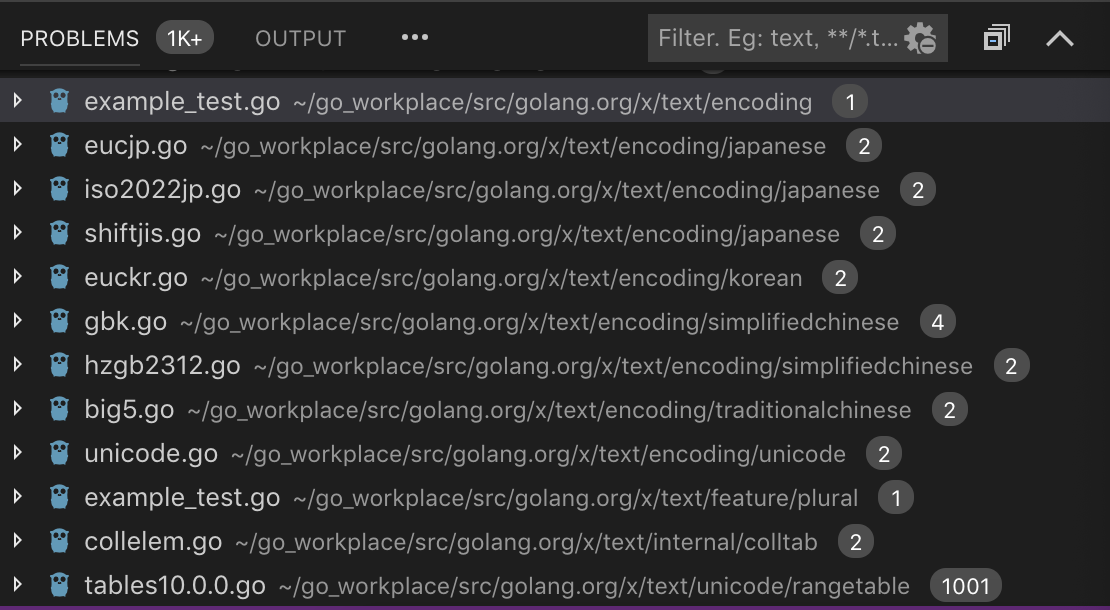 PROBLEMS 1K+ OUTPUT ••• Filter. Eg: text, **/*.t...
example_test.go ~/go_workplace/src/golang.org/x/text/encoding 1
eucjp.go ~/go_workplace/src/golang.org/x/text/encoding/japanese 2
iso2022jp.go ~/go_workplace/src/golang.org/x/text/encoding/japanese 2
shiftjis.go ~/go_workplace/src/golang.org/x/text/encoding/japanese 2
euckr.go ~/go_workplace/src/golang.org/x/text/encoding/korean 2
gbk.go ~/go_workplace/src/golang.org/x/text/encoding/simplifiedchinese 4
hzgb2312.go ~/go_workplace/src/golang.org/x/text/encoding/simplifiedchinese 2
big5.go ~/go_workplace/src/golang.org/x/text/encoding/traditionalchinese 2
unicode.go ~/go_workplace/src/golang.org/x/text/encoding/unicode 2
example_test.go ~/go_workplace/src/golang.org/x/text/feature/plural 1
collelem.go ~/go_workplace/src/golang.org/x/text/internal/colltab 2
tables10.0.0.go ~/go_workplace/src/golang.org/x/text/unicode/rangetable 1001